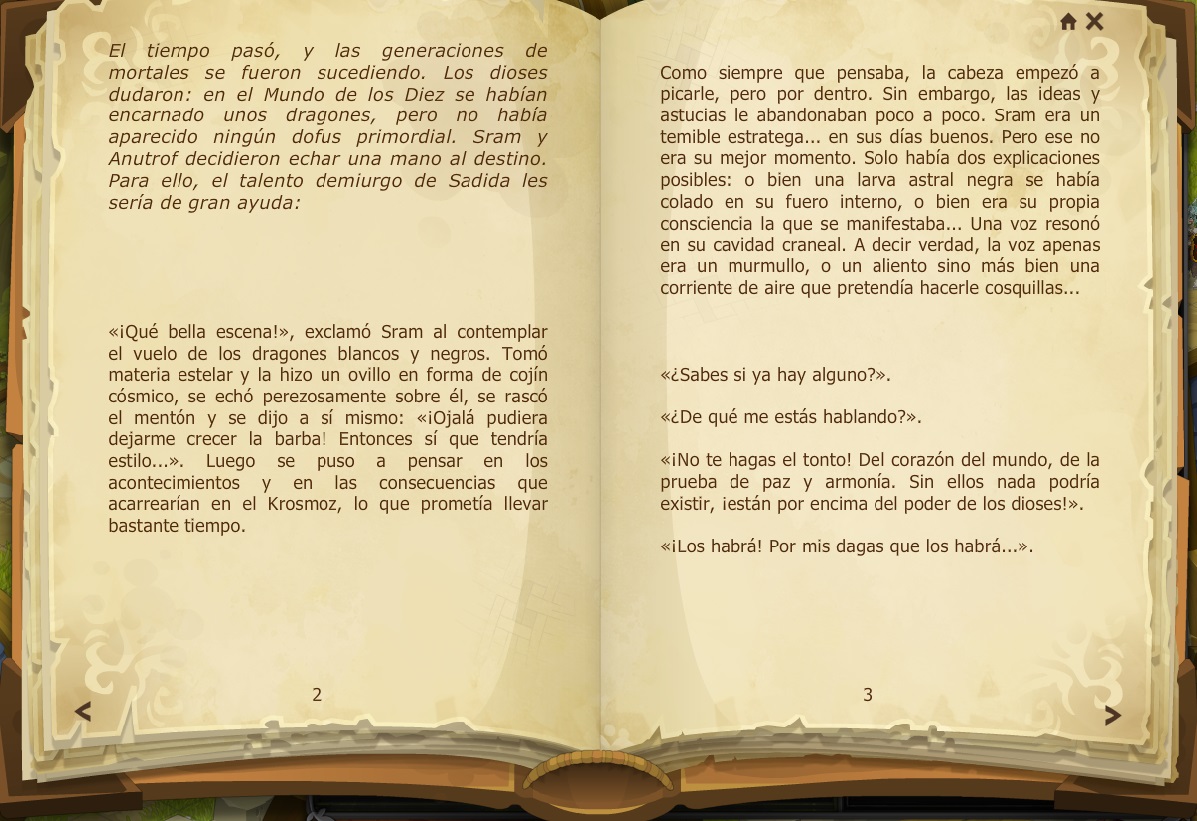 El tiempo pasó, y las generaciones de
mortales se fueron sucediendo. Los dioses
dudaron: en el Mundo de los Diez se habían
encarnado unos dragones, pero no había
aparecido ningún dofus primordial. Sram y
Anutrof decidieron echar una mano al destino.
Para ello, el talento demiurgo de Sadida les
sería de gran ayuda:
«¡Qué bella escena!», exclamó Sram al contemplar
el vuelo de los dragones blancos y negros. Tomó
materia estelar y la hizo un ovillo en forma de cojín
cósmico, se echó perezosamente sobre él, se rascó
el mentón y se dijo a sí mismo: «¡Ojalá pudiera
dejarme crecer la barba! Entonces sí que tendría
estilo...». Luego se puso a pensar en los
acontecimientos y en las consecuencias que
acarrearían en el Krosmoz, lo que prometía llevar
bastante tiempo.
2
Como siempre que pensaba, la cabeza empezó a
picarle, pero por dentro. Sin embargo, las ideas y
astucias le abandonaban poco a poco. Sram era un
temible estratega... en sus días buenos. Pero ese no
era su mejor momento. Solo había dos explicaciones
posibles: o bien una larva astral negra se había
colado en su fuero interno, o bien era su propia
consciencia la que se manifestaba... Una voz resonó
en su cavidad craneal. A decir verdad, la voz apenas
era un murmullo, o un aliento sino más bien una
corriente de aire que pretendía hacerle cosquillas...
«¿Sabes si ya hay alguno?».
«¿De qué me estás hablando?».
«¡No te hagas el tonto! Del corazón del mundo, de la
prueba de paz y armonía. Sin ellos nada podría
existir, ¡están por encima del poder de los dioses!».
«¡Los habrá! Por mis dagas que los habrá...».
3